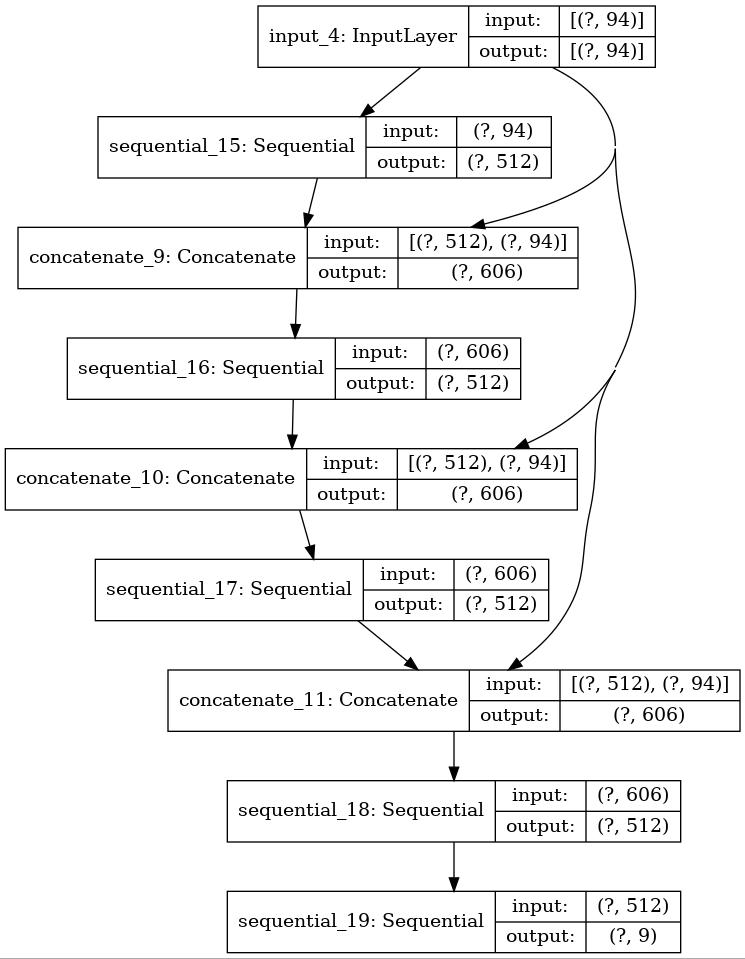 input_4: InputLayer
input: [(?, 94)]
output: [(?, 94)]
sequential_15: Sequential
input: (?, 94)
output: (?, 512)
concatenate_9: Concatenate
input: [(?, 512), (?, 94)]
output: (?, 606)
sequential_16: Sequential
input: (?, 606)
output: (?, 512)
concatenate_10: Concatenate
input: [(?, 512), (?, 94)]
output: (?, 606)
sequential_17: Sequential
input: (?, 606)
output: (?, 512)
concatenate_11: Concatenate
input: [(?, 512), (?, 94)]
output: (?, 606)
sequential_18: Sequential
input: (?, 606)
output: (?, 512)
sequential_19: Sequential
input: (?, 512)
output: (?, 9)